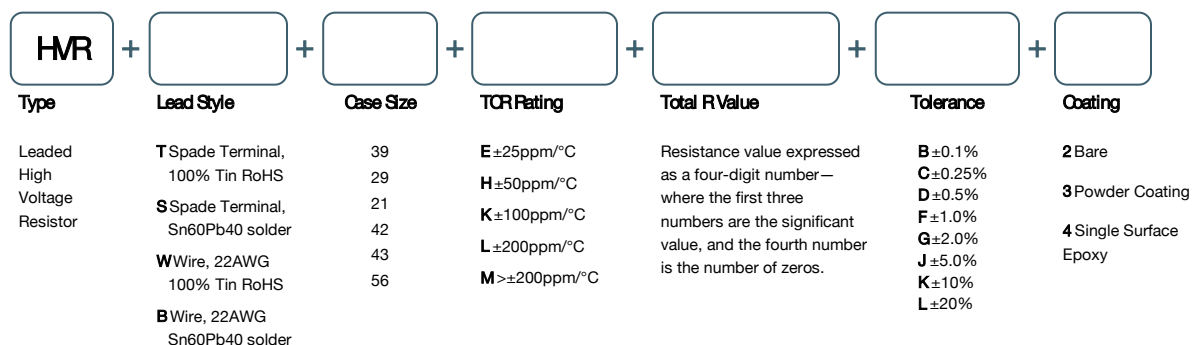 HVR + + + + + +
Type
Lead Style
Case Size
TCR Rating
Total R Value
Tolerance
Coating
Leaded
High
Voltage
Resistor
T Spade Terminal,
100% Tin RoHS
S Spade Terminal,
Sn60Pb40 solder
W Wire, 22AWG
100% Tin RoHS
B Wire, 22AWG
Sn60Pb40 solder
39
29
21
42
43
56
E ±25ppm/°C
H ±50ppm/°C
K ±100ppm/°C
L ±200ppm/°C
M >±200ppm/°C
Resistance value expressed
as a four-digit number—
where the first three
numbers are the significant
value, and the fourth number
is the number of zeros.
B ±0.1%
C ±0.25%
D ±0.5%
F ±1.0%
G ±2.0%
J ±5.0%
K ±10%
L ±20%
2 Bare
3 Powder Coating
4 Single Surface
Epoxy